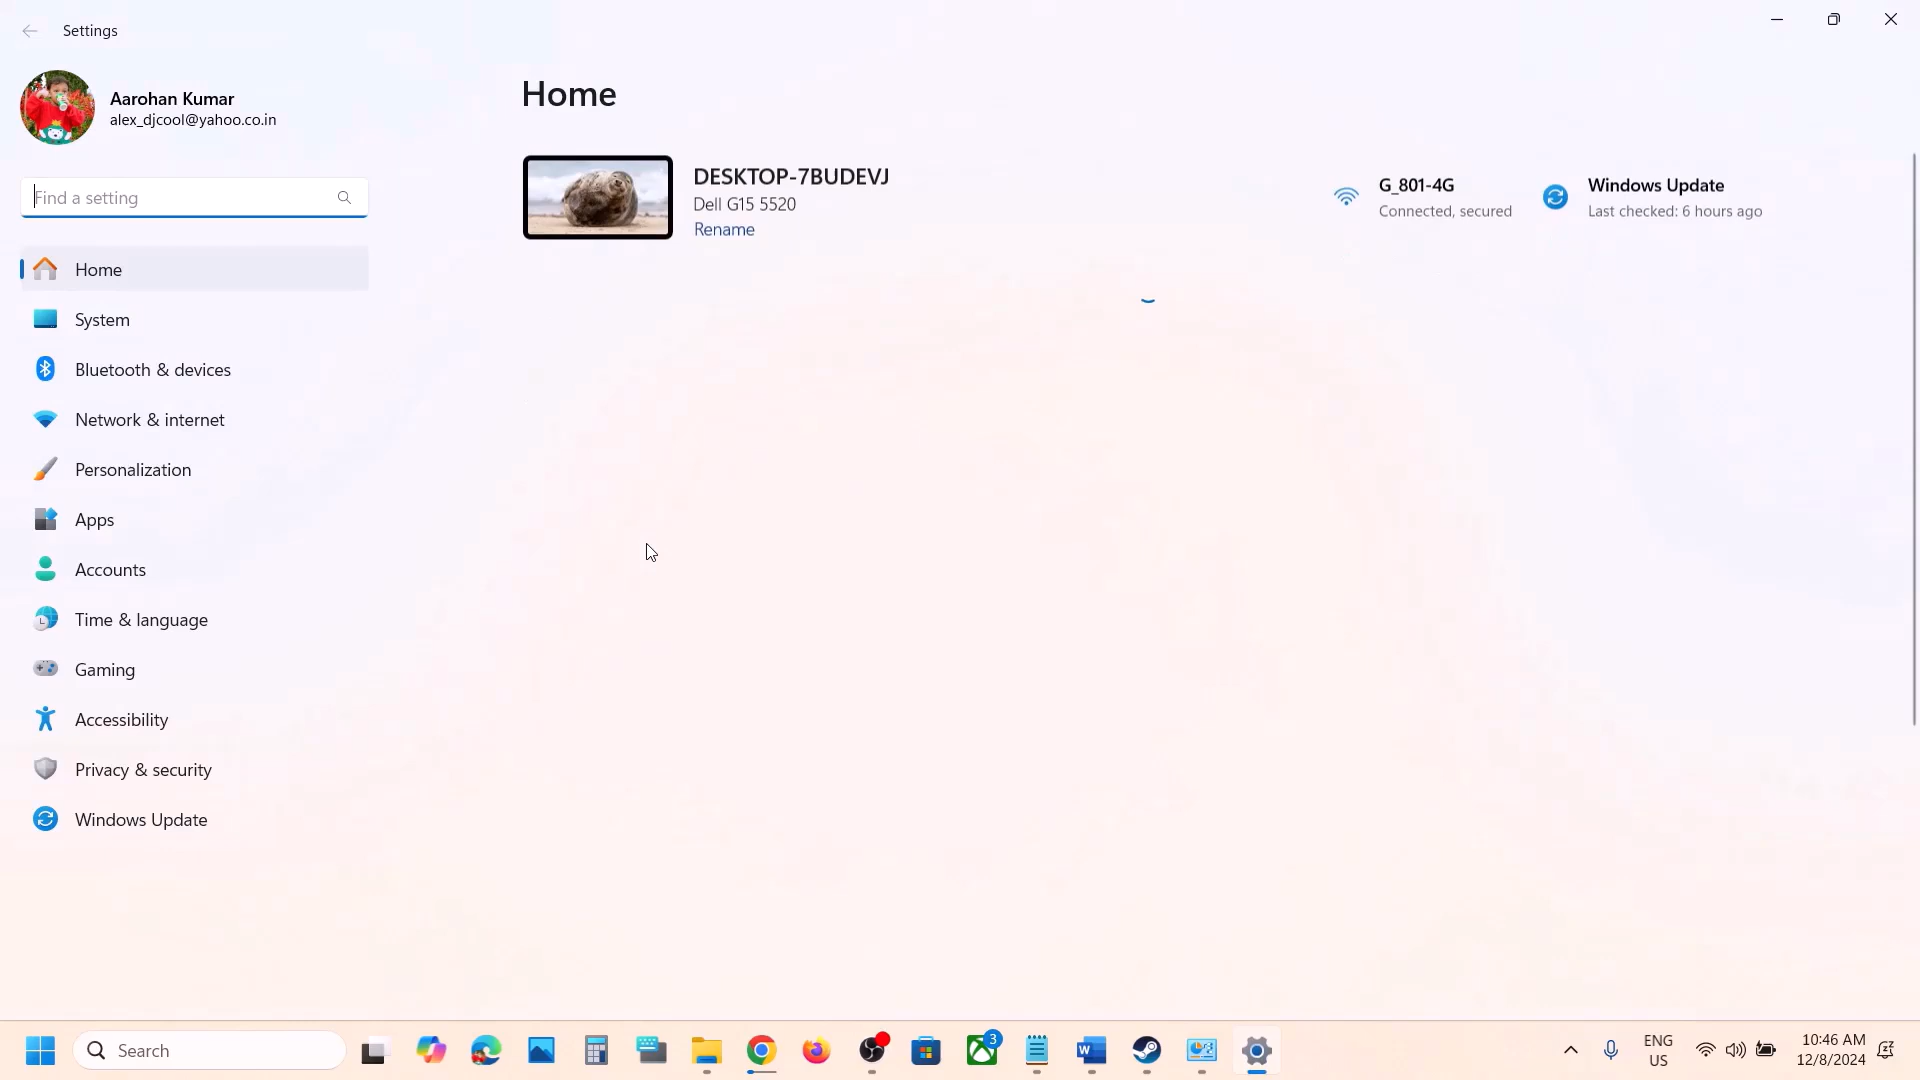 Settings
Aarohan Kumar
alex_djcool@yahoo.co.in
Find a setting
Home
System
Bluetooth & devices
Network & internet
Personalization
Apps
Accounts
Time & language
Gaming
Accessibility
Privacy & security
Windows Update
Home
DESKTOP-7BUDEVJ
Dell G15 5520
Rename
G_801-4G
Connected, secured
Windows Update
Last checked: 6 hours ago
Search
3
ENG
US
10:46 AM
12/8/2024